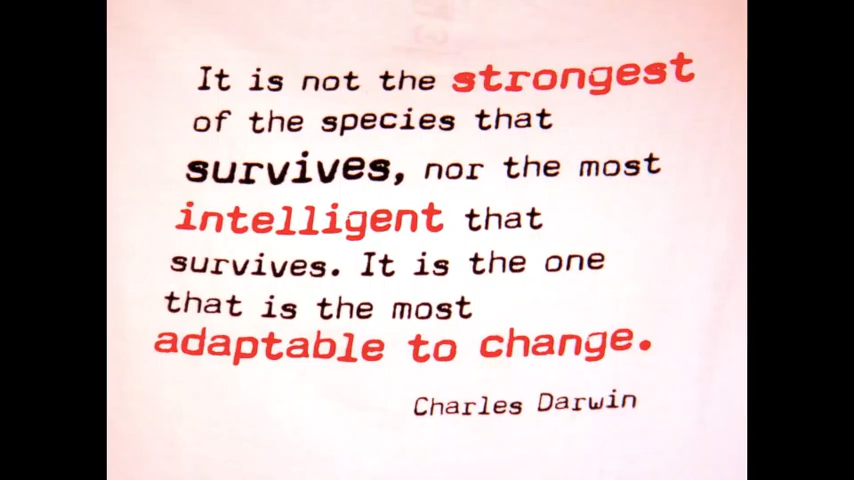 It is not the strongest
of the species that
survives, nor the most
intelligent that
survives. It is the one
that is the most
adaptable to change.
Charles Darwin